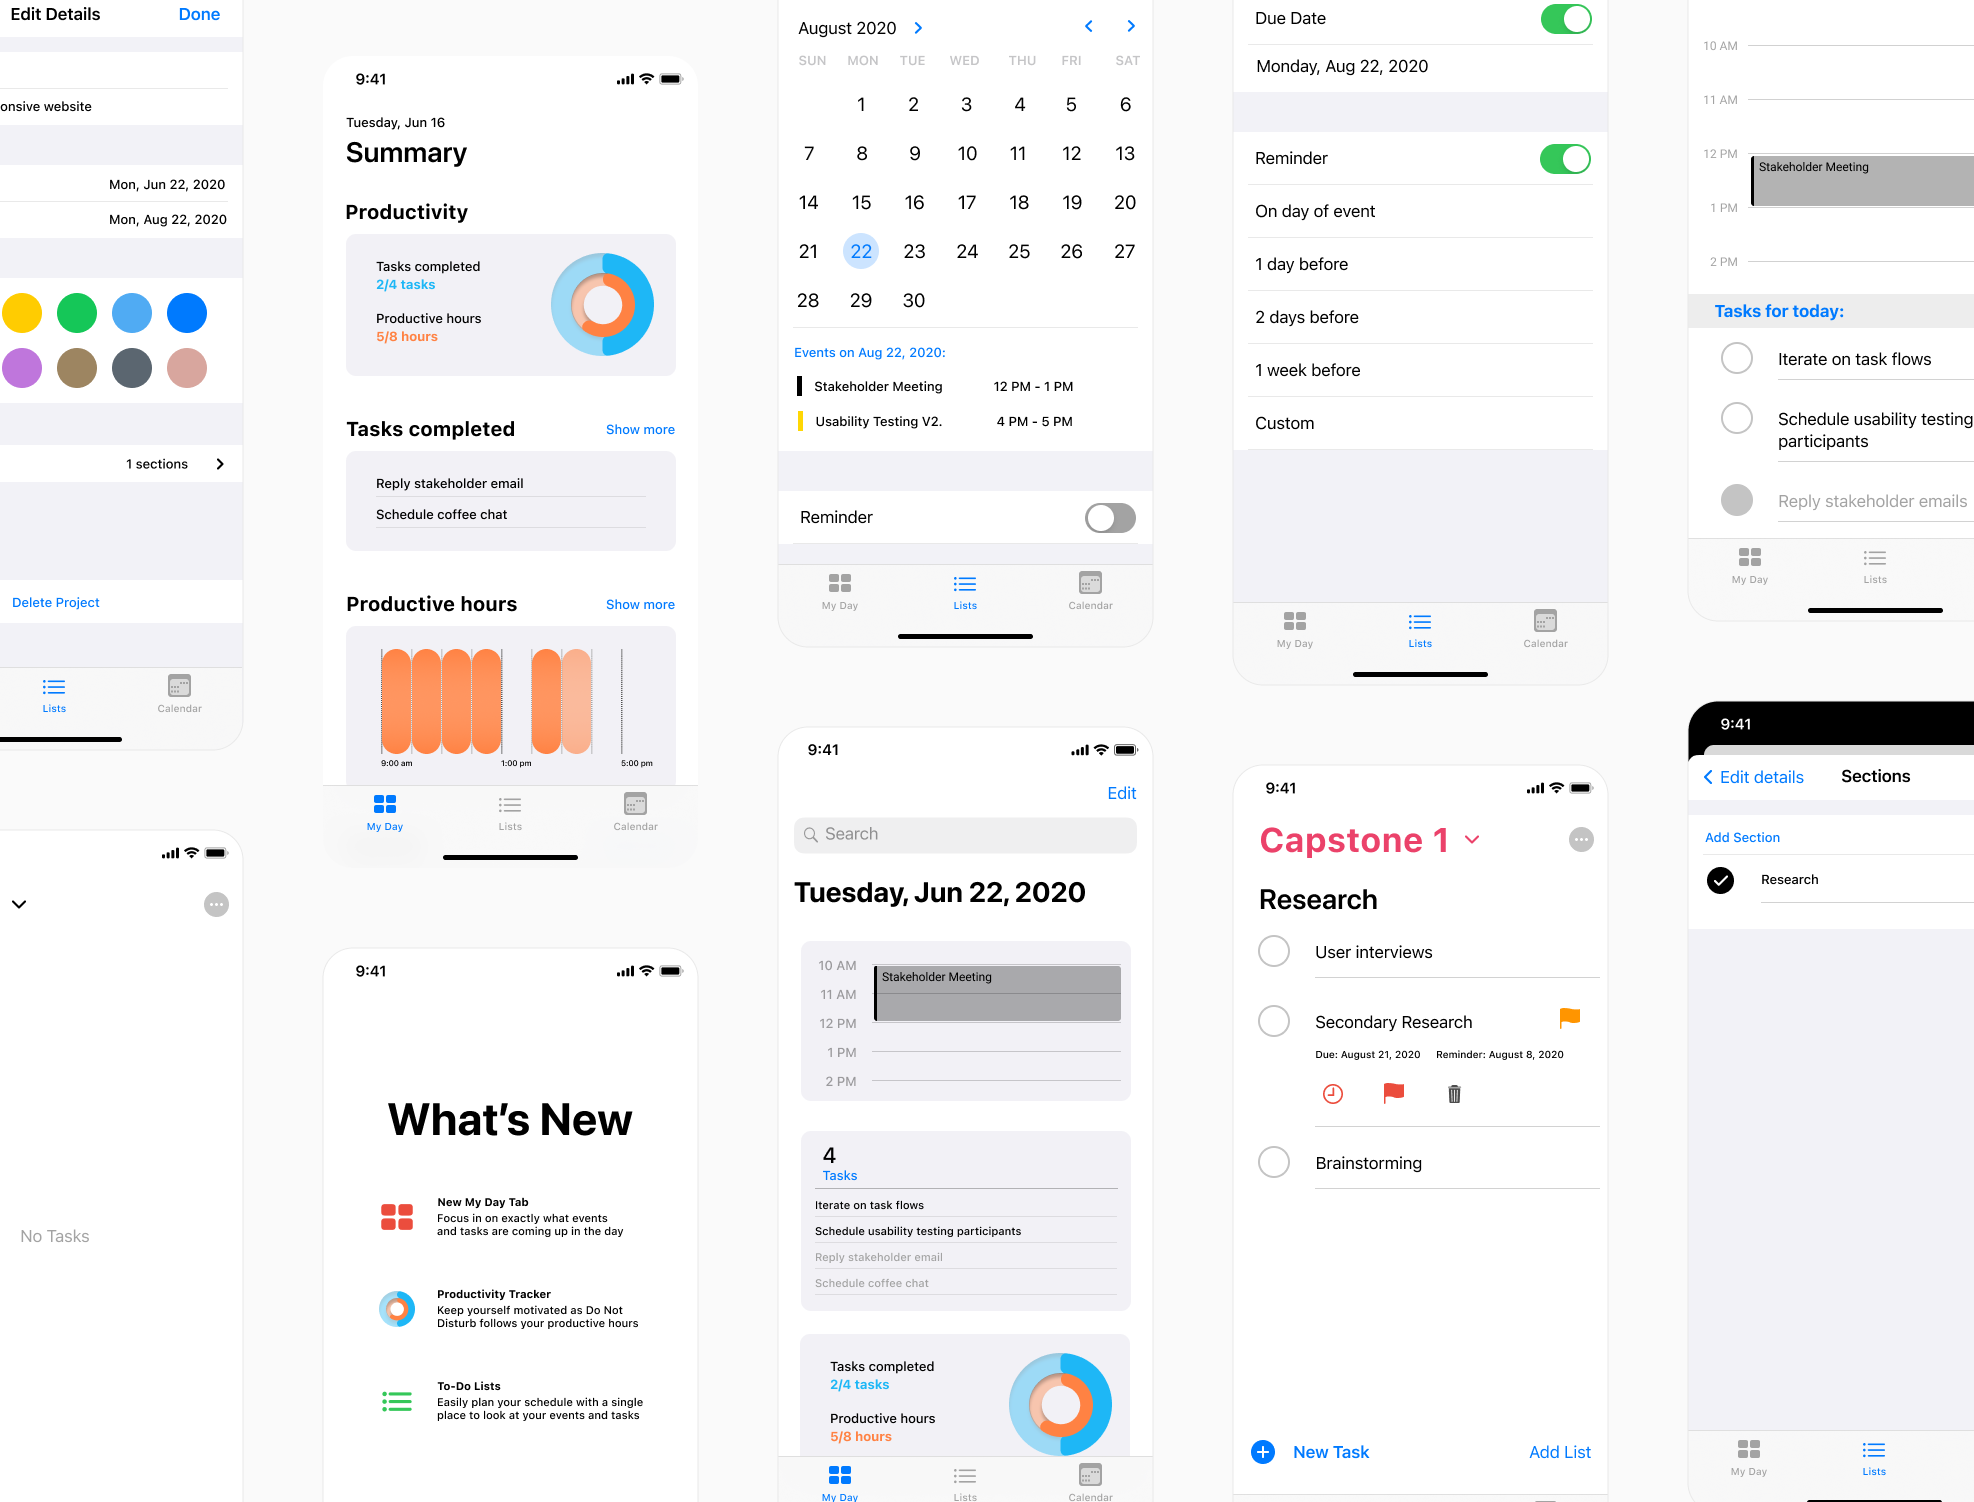 Edit Details
Done
onsive website
Mon, Jun 22, 2020
Mon, Aug 22, 2020
1 sections
Delete Project
Lists
Calendar
No Tasks
9:41
Tuesday, Jun 16
Summary
Productivity
Tasks completed
2/4 tasks
Productive hours
5/8 hours
Tasks completed
Show more
Reply stakeholder email
Schedule coffee chat
Productive hours
Show more
9:00 am
1:00 pm
5:00 pm
My Day
Lists
Calendar
9:41
What's New
New My Day Tab
Focus in on exactly what events
and tasks are coming up in the day
Productivity Tracker
Keep yourself motivated as Do Not
Disturb follows your productive hours
To-Do Lists
Easily plan your schedule with a single
place to look at your events and tasks
August 2020
SUN MON TUE WED THU FRI SAT
1 2 3 4 5 6
7 8 9 10 11 12 13
14 15 16 17 18 19 20
21 22 23 24 25 26 27
28 29 30
Events on Aug 22, 2020:
Stakeholder Meeting 12 PM - 1 PM
Usability Testing V2. 4 PM - 5 PM
Reminder
My Day
Lists
Calendar
9:41
Edit
Search
Tuesday, Jun 22, 2020
10 AM
Stakeholder Meeting
11 AM
12 PM
1 PM
2 PM
4
Tasks
Iterate on task flows
Schedule usability testing participants
Reply stakeholder email
Schedule coffee chat
Tasks completed
2/4 tasks
Productive hours
5/8 hours
My Day
Lists
Calendar
Due Date
Monday, Aug 22, 2020
Reminder
On day of event
1 day before
2 days before
1 week before
Custom
My Day
Lists
Calendar
9:41
Capstone 1
Research
User interviews
Secondary Research
Due: August 21, 2020 Reminder: August 8, 2020
Brainstorming
New Task
Add List
10 AM
11 AM
12 PM
Stakeholder Meeting
1 PM
2 PM
Tasks for today:
Iterate on task flows
Schedule usability testing
participants
Reply stakeholder emails
My Day
Lists
9:41
Edit details
Sections
Add Section
Research
My Day
Lists